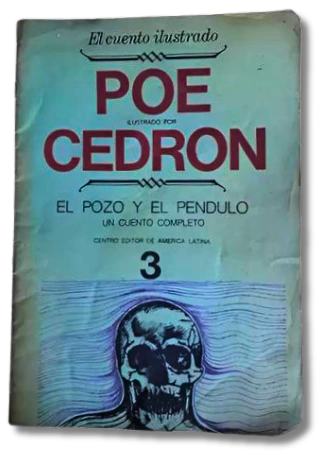 El cuento ilustrado
POE
ILUSTRADO POR
CEDRON
EL POZO Y EL PENDULO
UN CUENTO COMPLETO
CENTRO EDITOR DE AMERICA LATINA
3